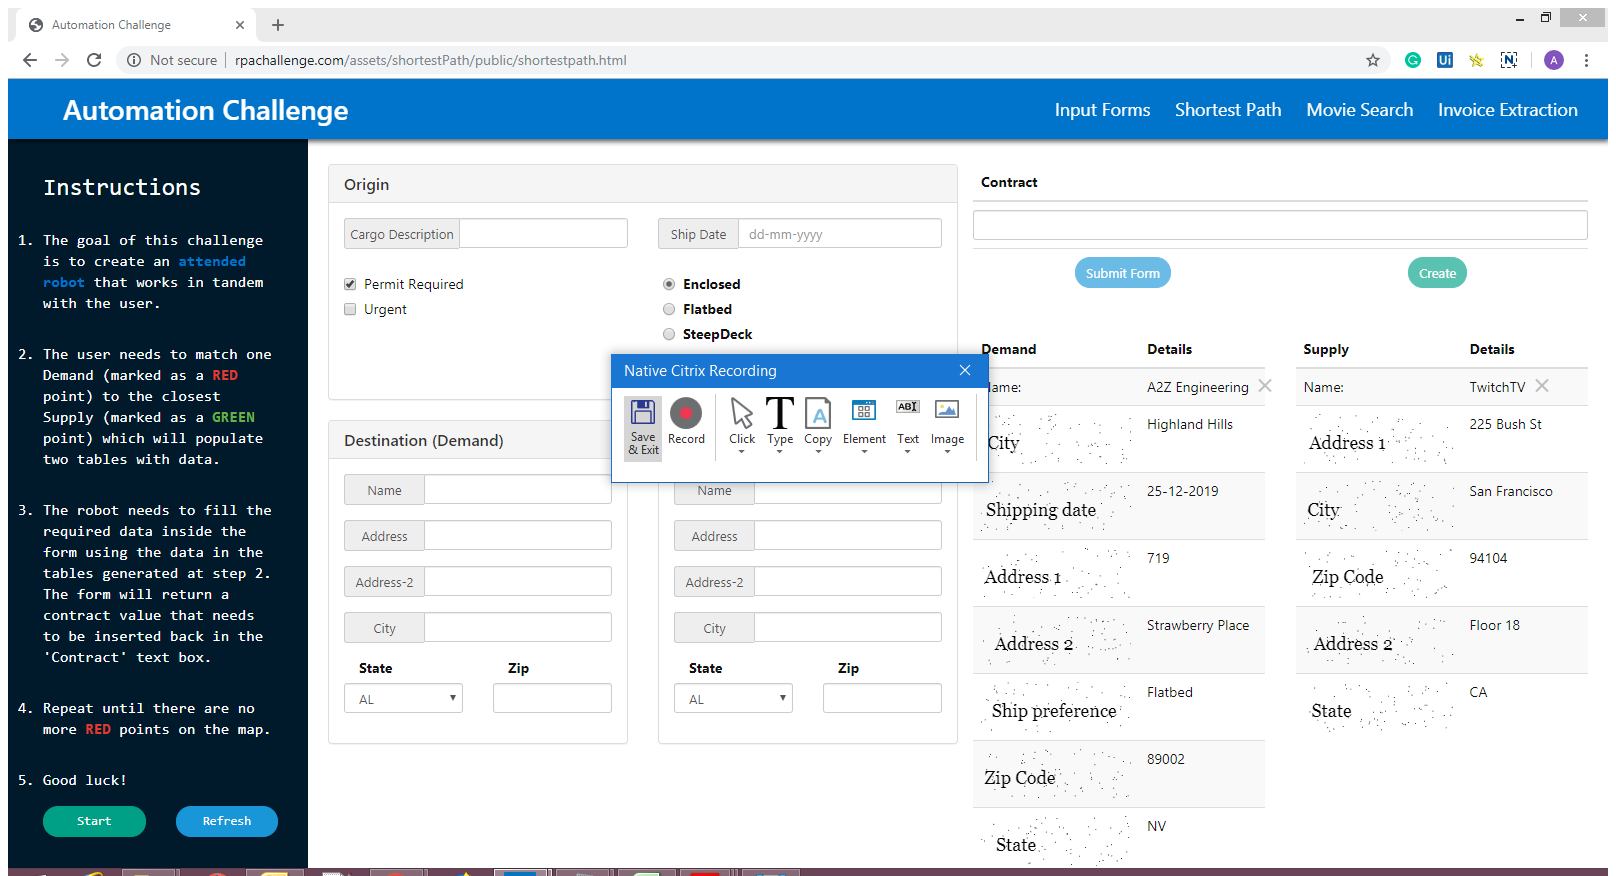 Automation Challenge
Not secure
rpachallenge.com/assets/shortestPath/public/shortestpath.html
Ui
N
A
Automation Challenge
Input Forms
Shortest Path
Movie Search
Invoice Extraction
Instructions
1. The goal of this challenge
is to create an attended
robot that works in tandem
with the user.
2. The user needs to match one
Demand (marked as a RED
point) to the closest
Supply (marked as a GREEN
point) which will populate
two tables with data.
3. The robot needs to fill the
required data inside the
form using the data in the
tables generated at step 2.
The form will return a
contract value that needs
to be inserted back in the
'Contract' text box.
4. Repeat until there are no
more RED points on the map.
5. Good luck!
Start
Refresh
Origin
Cargo Description
Ship Date
dd-mm-yyyy
Permit Required
Urgent
Enclosed
Flatbed
SteepDeck
Native Citrix Recording
Save
& Exit
Record
Click
Type
Copy
Element
Text
Image
Destination (Demand)
Name
Address
Address-2
City
State
Zip
AL
Name
Address
Address-2
City
State
Zip
AL
Contract
Submit Form
Create
Demand
Details
ame:
A2Z Engineering
City
Highland Hills
Shipping date
25-12-2019
Address 1
719
Address 2
Strawberry Place
Ship preference
Flatbed
Zip Code
89002
State
NV
Supply
Details
Name:
TwitchTV
Address 1
225 Bush St
City
San Francisco
Zip Code
94104
Address 2
Floor 18
State
CA